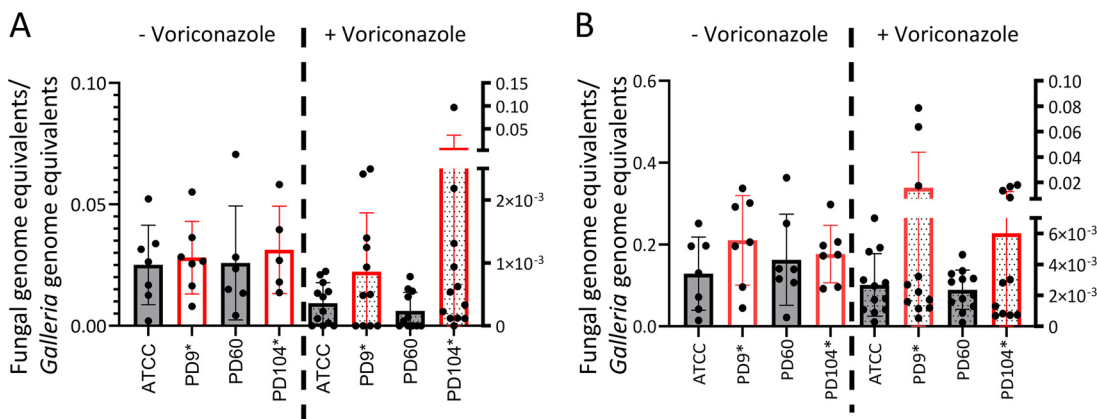 A
- Voriconazole
+ Voriconazole
Fungal genome equivalents/
Galleria genome equivalents
0.10
0.05
0.00
0.15
0.10
0.05
2×10⁻³
1×10⁻³
0
ATCC
PD9*
PD60
PD104*
ATCC
PD9*
PD60
PD104*
B
- Voriconazole
+ Voriconazole
Fungal genome equivalents/
Galleria genome equivalents
0.6
0.4
0.2
0.0
0.10
0.08
0.06
0.04
0.02
6×10⁻³
4×10⁻³
2×10⁻³
0
ATCC
PD9*
PD60
PD104*
ATCC
PD9*
PD60
PD104*